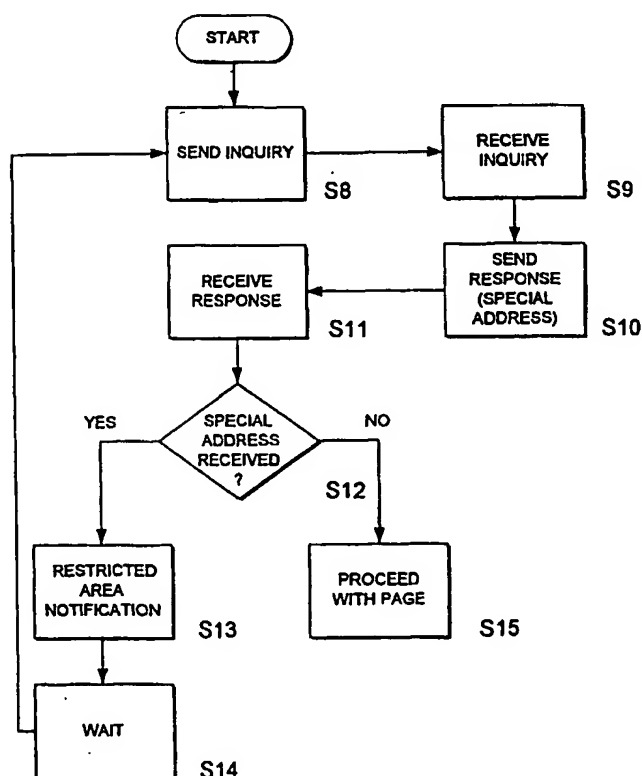 START
SEND INQUIRY
S8
RECEIVE
INQUIRY
S9
SEND
RESPONSE
(SPECIAL
ADDRESS)
S10
RECEIVE
RESPONSE
S11
YES
SPECIAL
ADDRESS
RECEIVED
?
NO
S12
RESTRICTED
AREA
NOTIFICATION
S13
PROCEED
WITH PAGE
S15
WAIT
S14